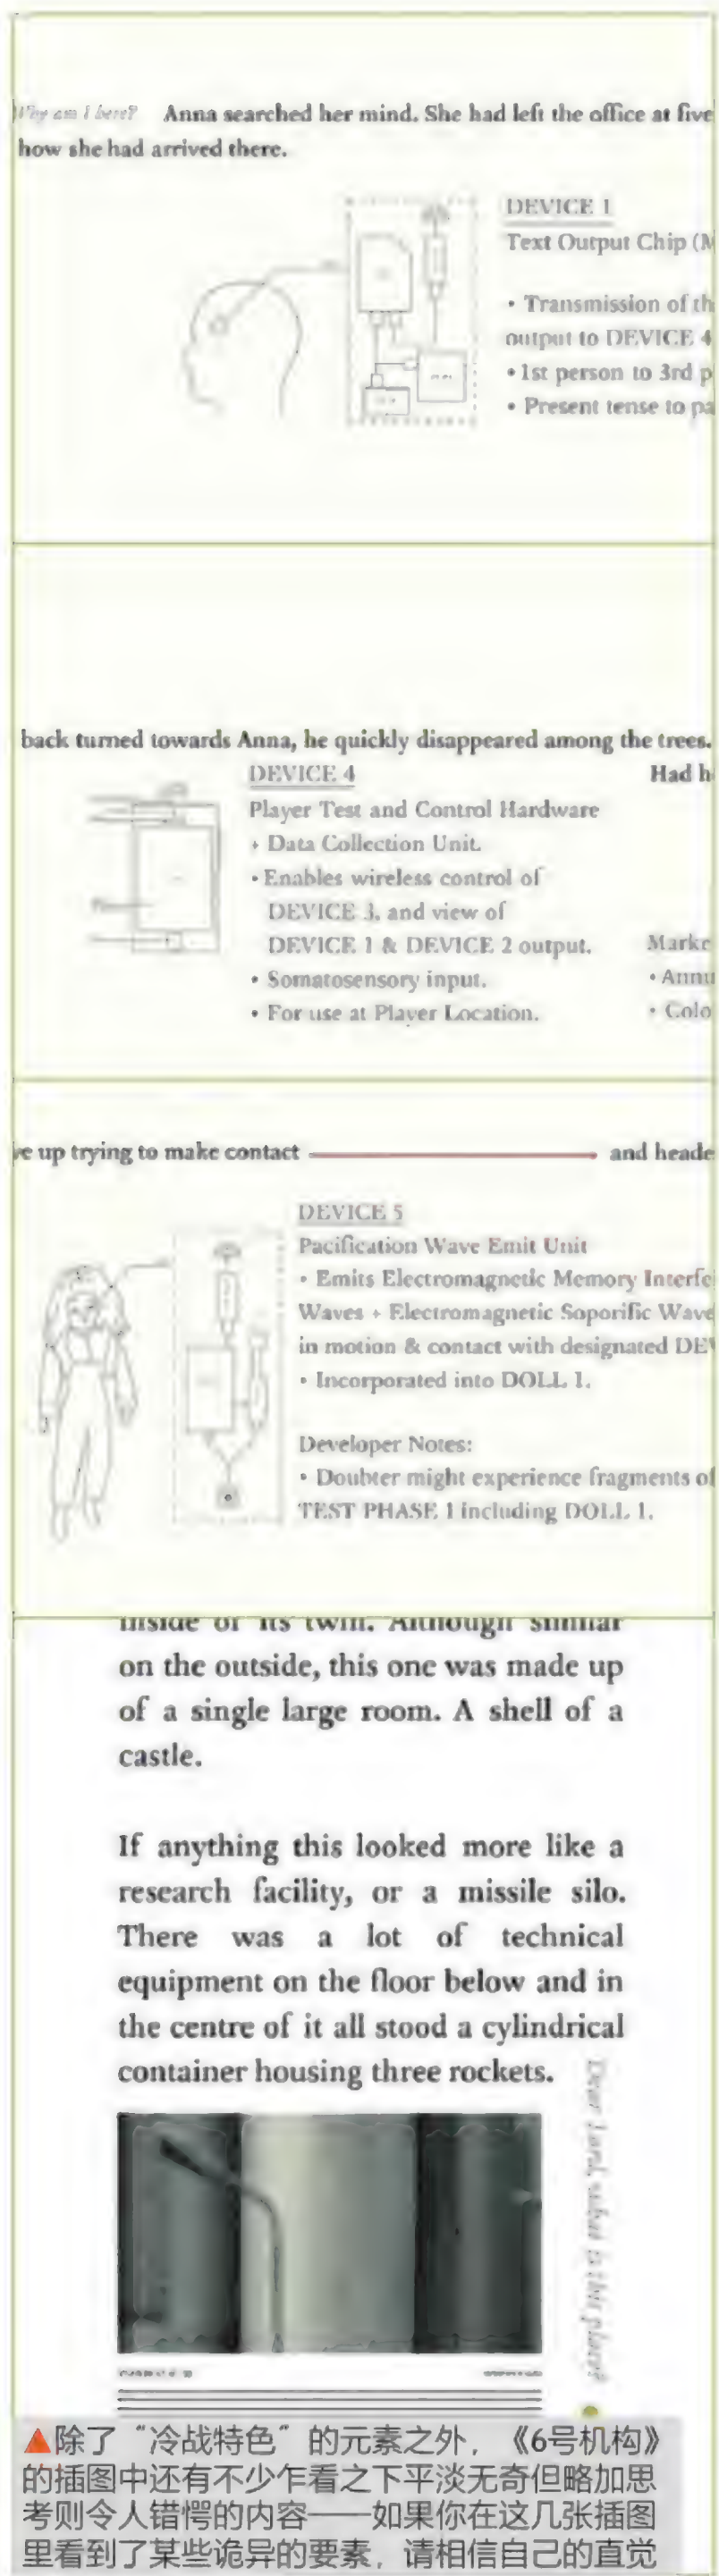 Why am I here? Anna searched her mind. She had left the office at five
how she had arrived there.
DEVICE 1
Text Output Chip (M
• Transmission of th
output to DEVICE 4
• 1st person to 3rd p
• Present tense to pa
back turned towards Anna, he quickly disappeared among the trees.
DEVICE 4
Had h
Player Test and Control Hardware
+ Data Collection Unit.
• Enables wireless control of
DEVICE 3, and view of
DEVICE 1 & DEVICE 2 output.
Marke
• Somatosensory input.
• Annu
• For use at Player Location.
• Colo
ve up trying to make contact
and heade
DEVICE 5
Pacification Wave Emit Unit
• Emits Electromagnetic Memory Interfe
Waves + Electromagnetic Soporific Wave
in motion & contact with designated DEV
• Incorporated into DOLL 1.
Developer Notes:
• Doubter might experience fragments of
TEST PHASE 1 including DOLL 1.
inside of its twin. Although similar
on the outside, this one was made up
of a single large room. A shell of a
castle.
If anything this looked more like a
research facility, or a missile silo.
There was a lot of technical
equipment on the floor below and in
the centre of it all stood a cylindrical
container housing three rockets.
Dear Lord, what is this place?
▲除了“冷战特色”的元素之外，《6号机构》
的插图中还有不少乍看之下平淡无奇但略加思
考则令人错愕的内容——如果你在这几张插图
里看到了某些诡异的要素，请相信自己的直觉